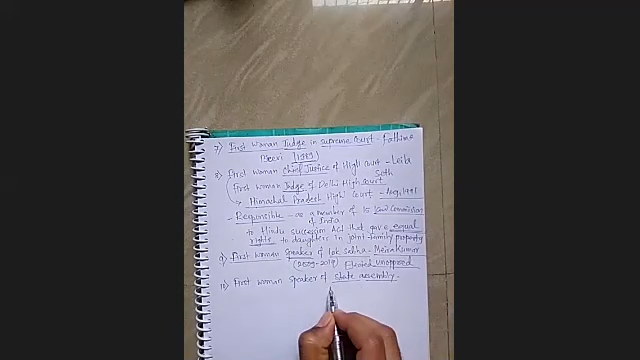 7) First woman Judge in supreme court - Fathima
Beevi (1989)
8) First woman Chief Justice of High court - Leila
Seth
First woman Judge of Delhi High court
Himachal Pradesh High court - Aug, 1991
- Responsible - as a member of 15 Law Commission
of India
to Hindu succession Act that gave equal
rights to daughters in joint family property
9) First woman speaker of lok sabha - Meira Kumar
(2009-2014) Elected unopposed
10) First woman speaker of state assembly -